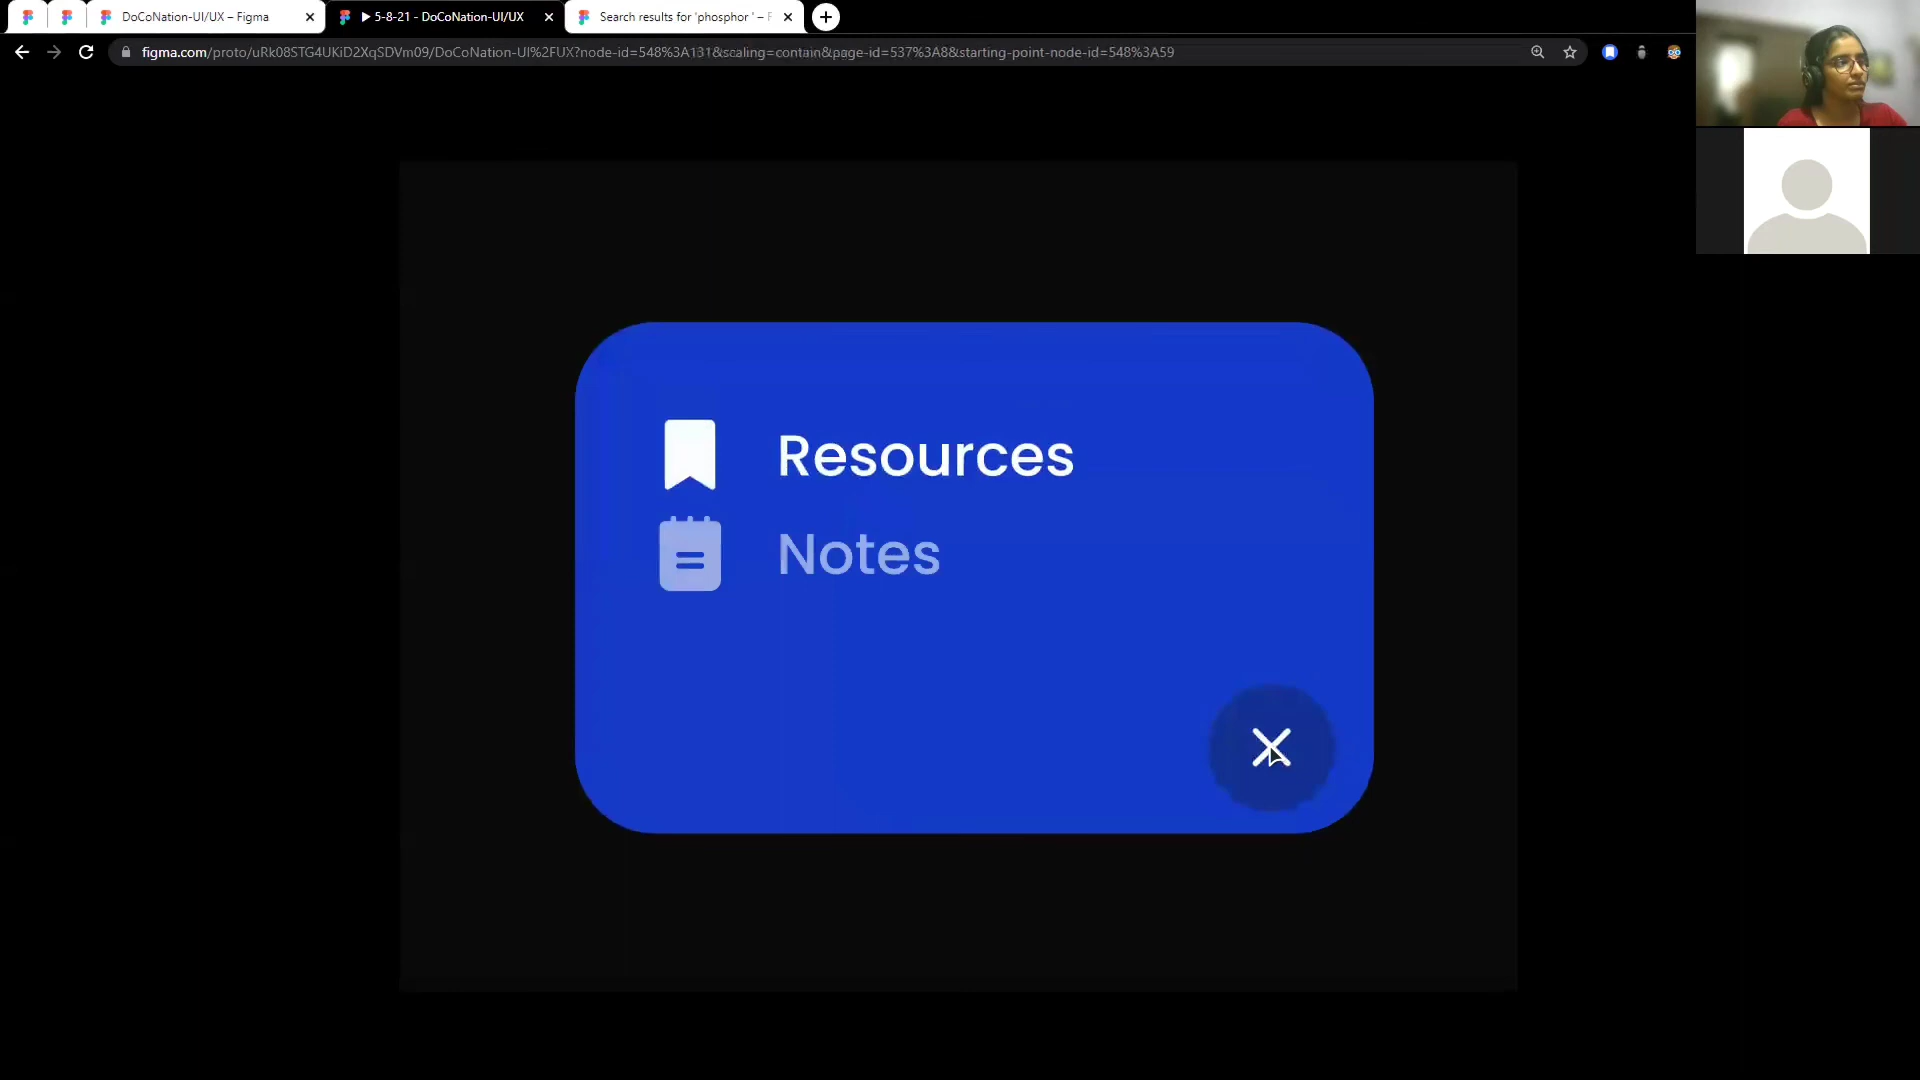 DoCoNation-UI/UX – Figma
5-8-21 - DoCoNation-UI/UX
Search results for 'phosphor ' – F
figma.com/proto/uRk08STG4UKiD2XqSDVm09/DoCoNation-UI%2FUX?node-id=548%3A131&scaling=contain&page-id=537%3A8&starting-point-node-id=548%3A59
Resources
Notes